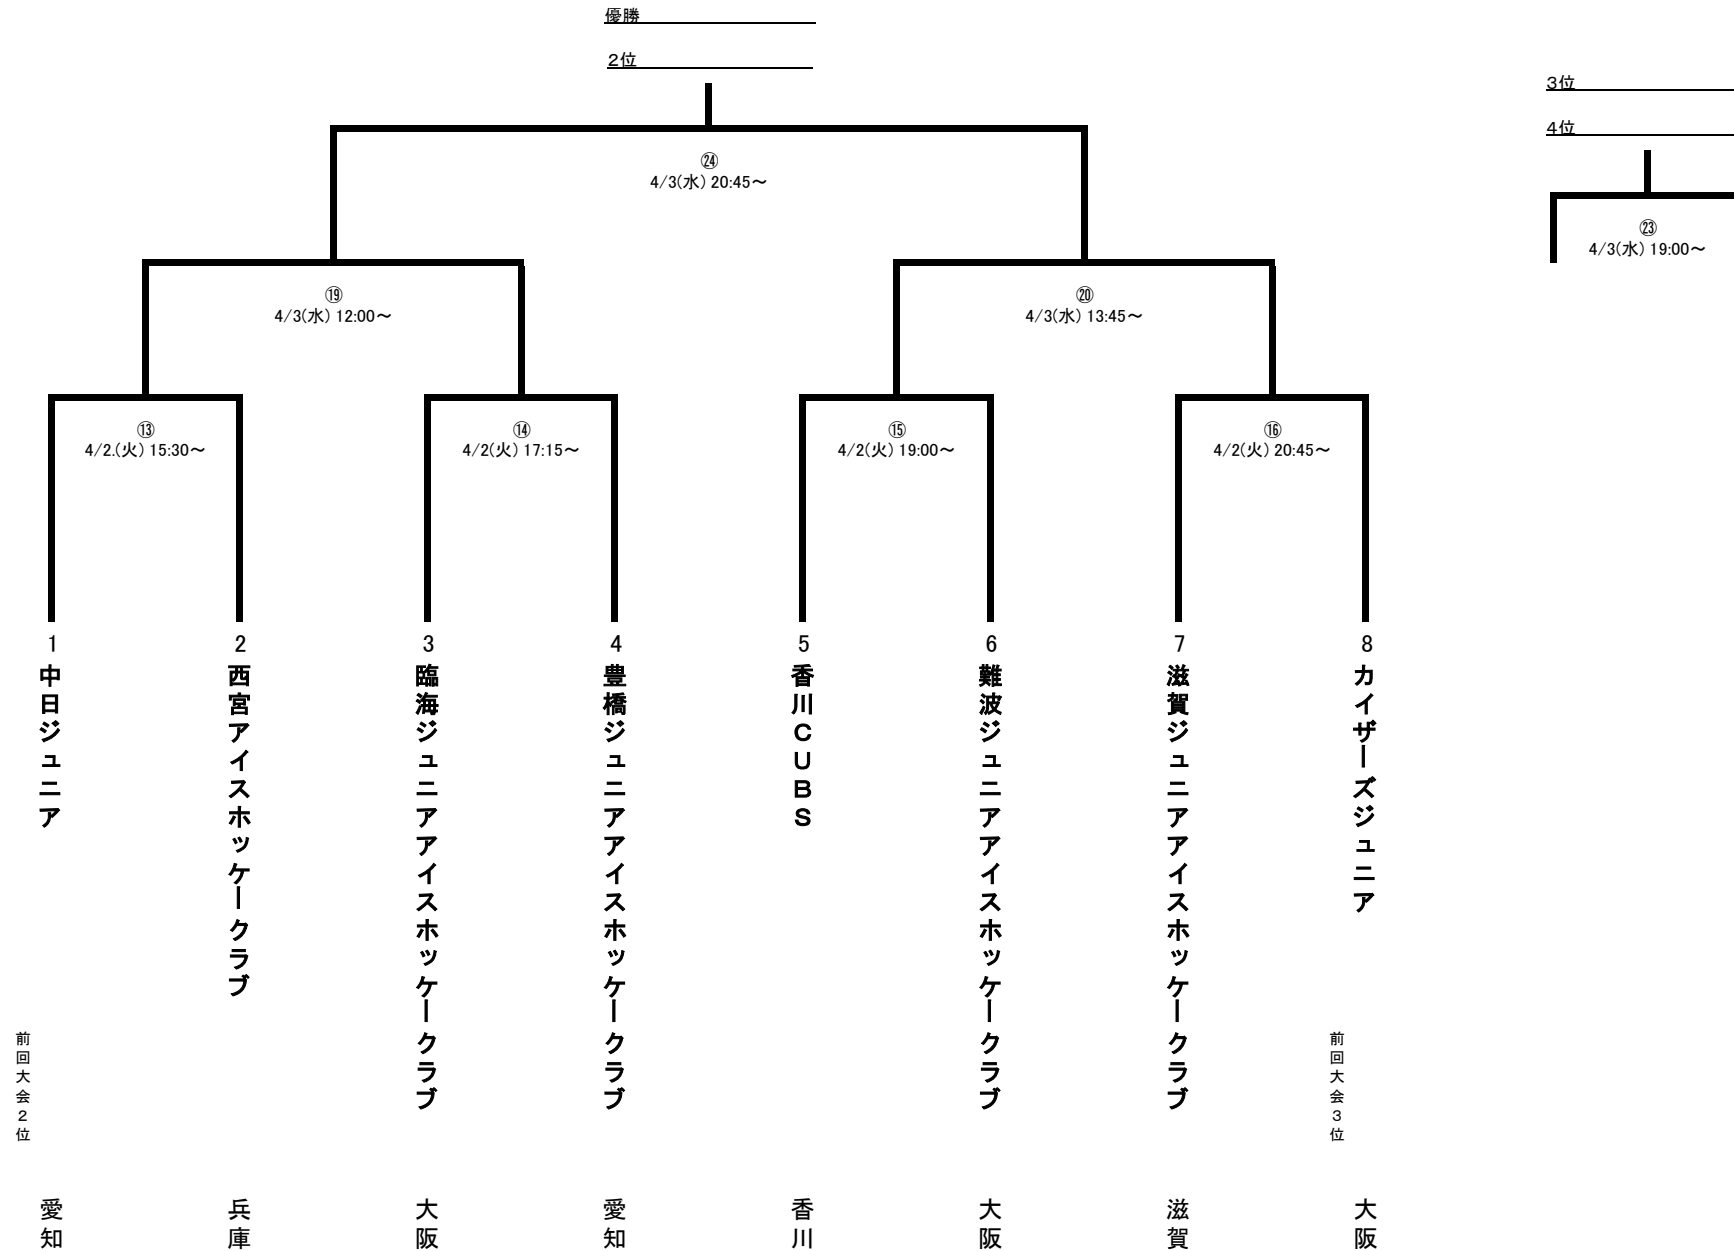 優勝
２位
３位
４位
㉔
4/3(水) 20:45～
㉓
4/3(水) 19:00～
⑲
4/3(水) 12:00～
⑳
4/3(水) 13:45～
⑬
4/2.(火) 15:30～
⑭
4/2(火) 17:15～
⑮
4/2(火) 19:00～
⑯
4/2(火) 20:45～
1
2
3
4
5
6
7
8
中日ジュニア
西宮アイスホッケークラブ
臨海ジュニアアイスホッケークラブ
豊橋ジュニアアイスホッケークラブ
香川ＣＵＢＳ
難波ジュニアアイスホッケークラブ
滋賀ジュニアアイスホッケークラブ
カイザーズジュニア
前回大会２位
前回大会３位
愛知
兵庫
大阪
愛知
香川
大阪
滋賀
大阪